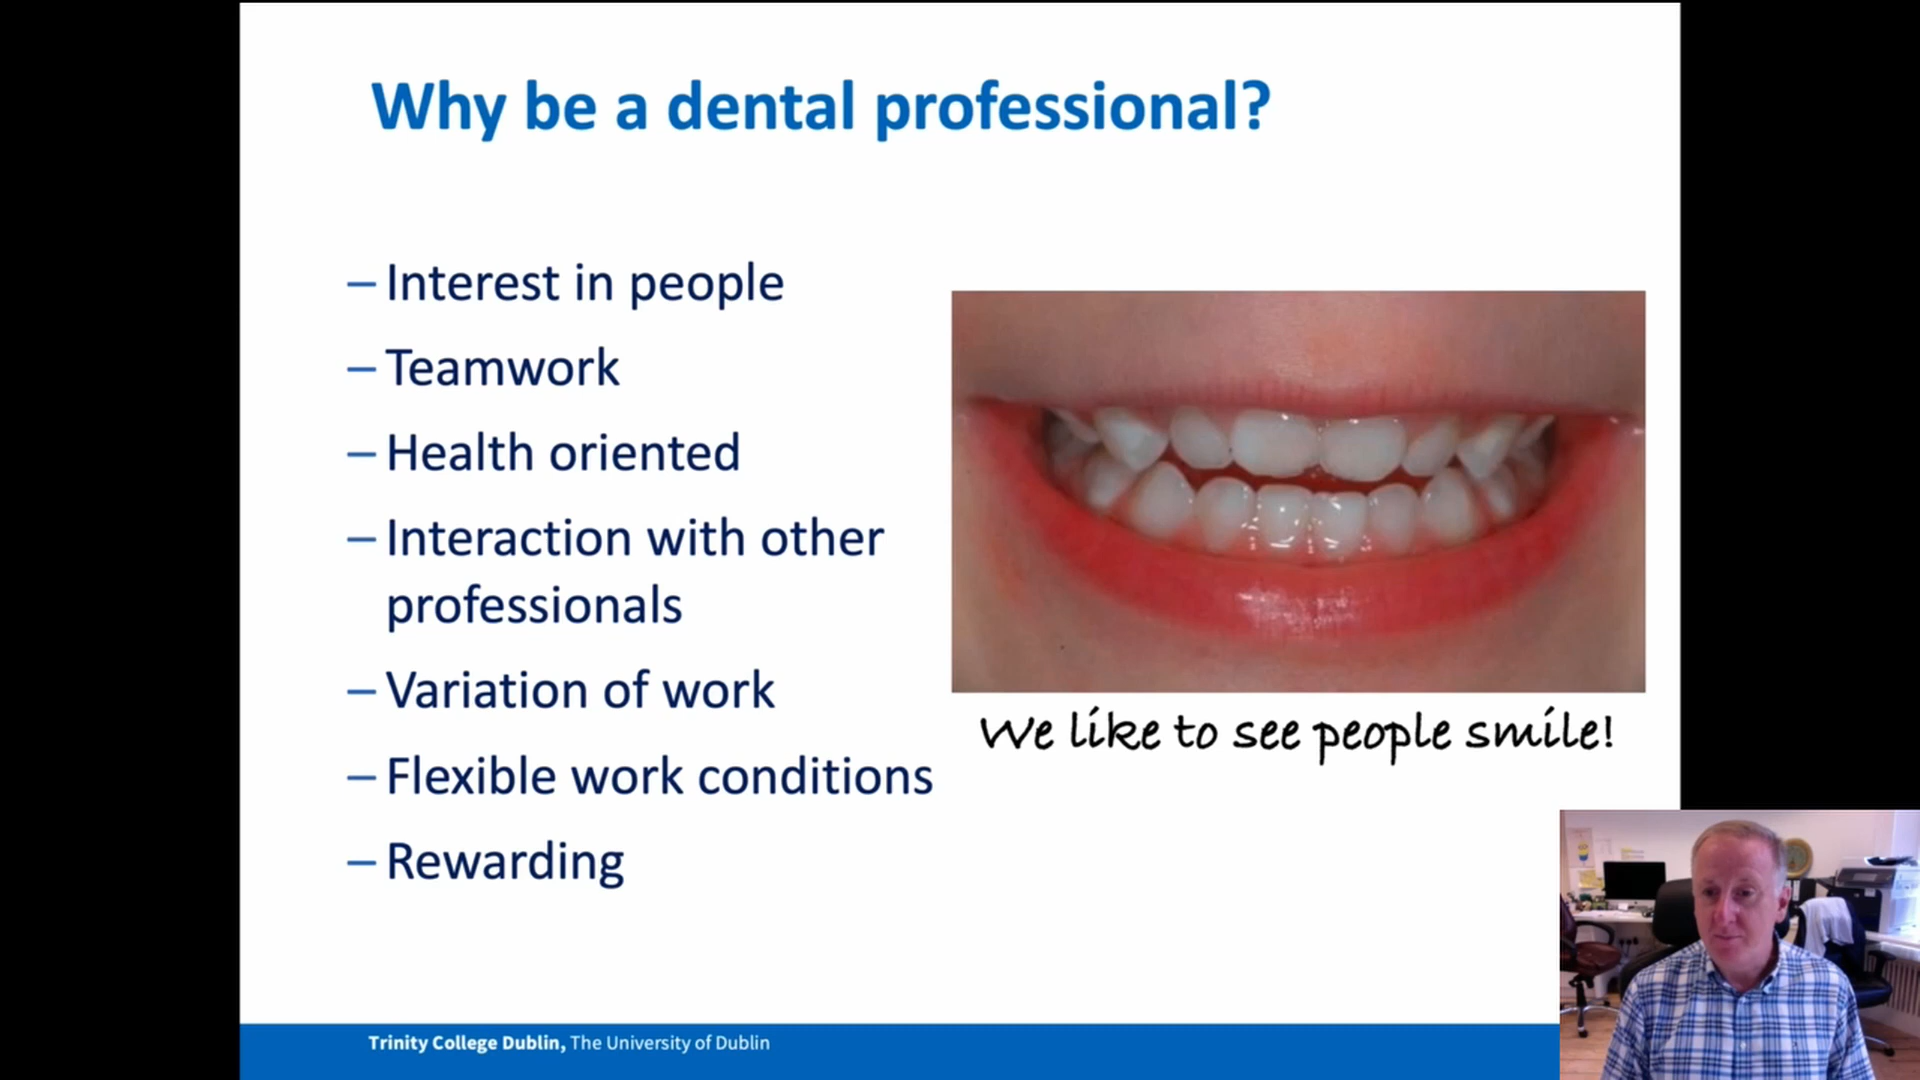 Why be a dental professional?
– Interest in people
– Teamwork
– Health oriented
– Interaction with other
professionals
– Variation of work
– Flexible work conditions
– Rewarding
We like to see people smile!
Trinity College Dublin, The University of Dublin